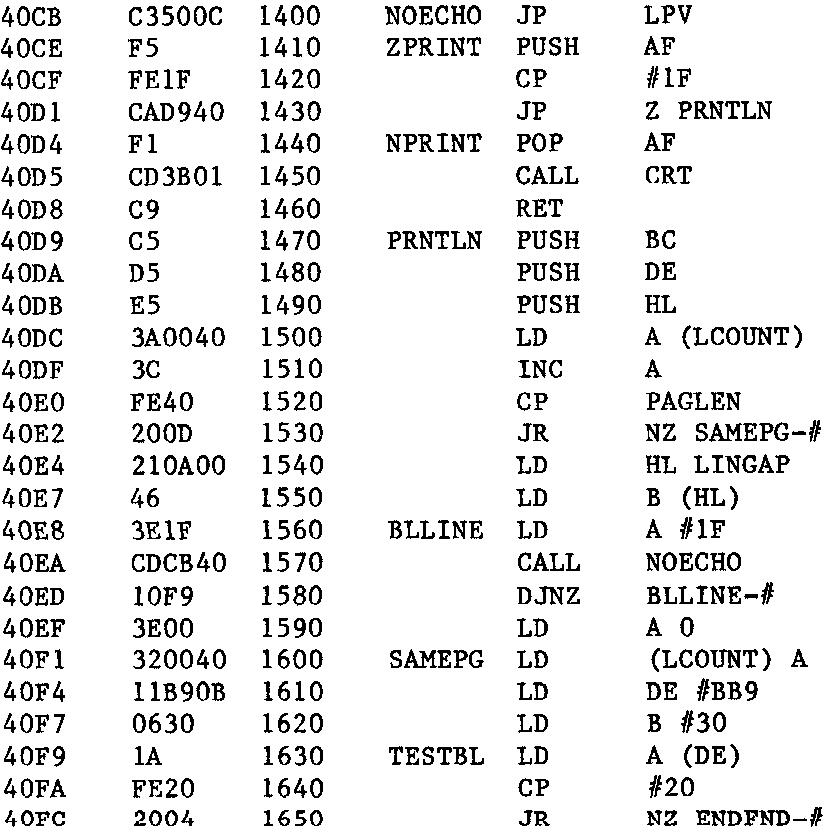 40CB C3500C 1400 NOECHO JP LPV
40CE F5 1410 ZPRINT PUSH AF
40CF FE1F 1420 CP #1F
40D1 CAD940 1430 JP Z PRNTLN
40D4 F1 1440 NPRINT POP AF
40D5 CD3B01 1450 CALL CRT
40D8 C9 1460 RET
40D9 C5 1470 PRNTLN PUSH BC
40DA D5 1480 PUSH DE
40DB E5 1490 PUSH HL
40DC 3A0040 1500 LD A (LCOUNT)
40DF 3C 1510 INC A
40E0 FE40 1520 CP PAGLEN
40E2 200D 1530 JR NZ SAMEPG-#
40E4 210A00 1540 LD HL LINGAP
40E7 46 1550 LD B (HL)
40E8 3E1F 1560 BLLINE LD A #1F
40EA CDCB40 1570 CALL NOECHO
40ED 10F9 1580 DJNZ BLLINE-#
40EF 3E00 1590 LD A 0
40F1 320040 1600 SAMEPG LD (LCOUNT) A
40F4 11B90B 1610 LD DE #BB9
40F7 0630 1620 LD B #30
40F9 1A 1630 TESTBL LD A (DE)
40FA FE20 1640 CP #20
40FC 2004 1650 JR NZ ENDFND-#